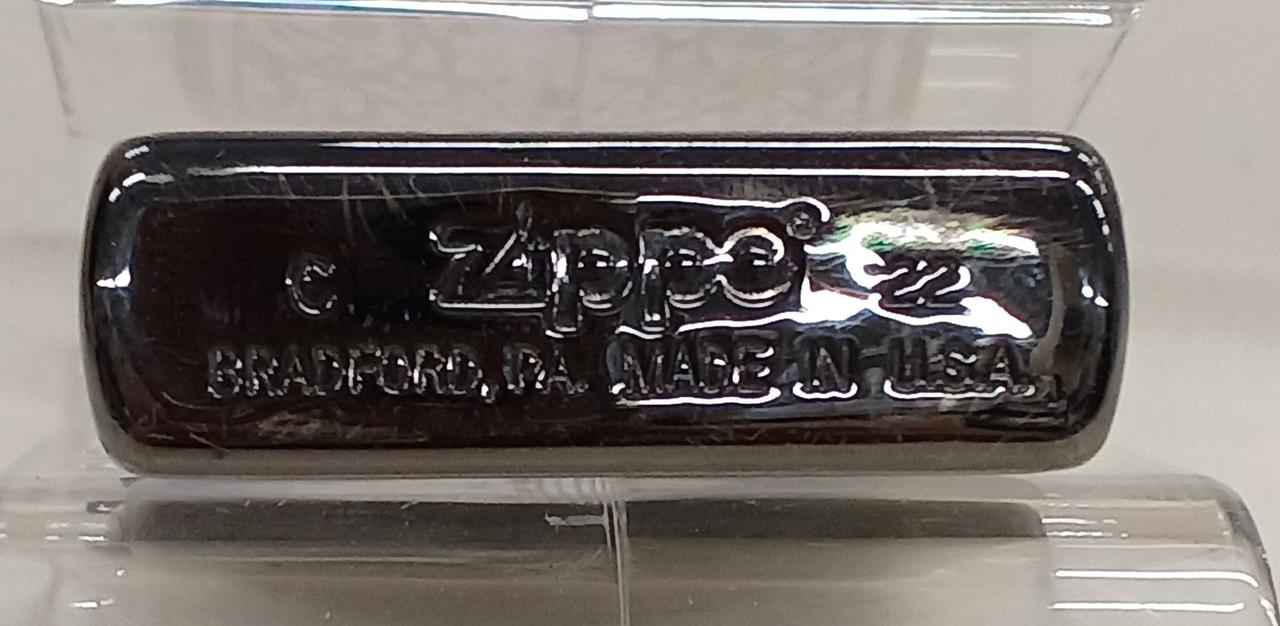 C Zippo® 22
BRADFORD, PA. MADE IN U.S.A.